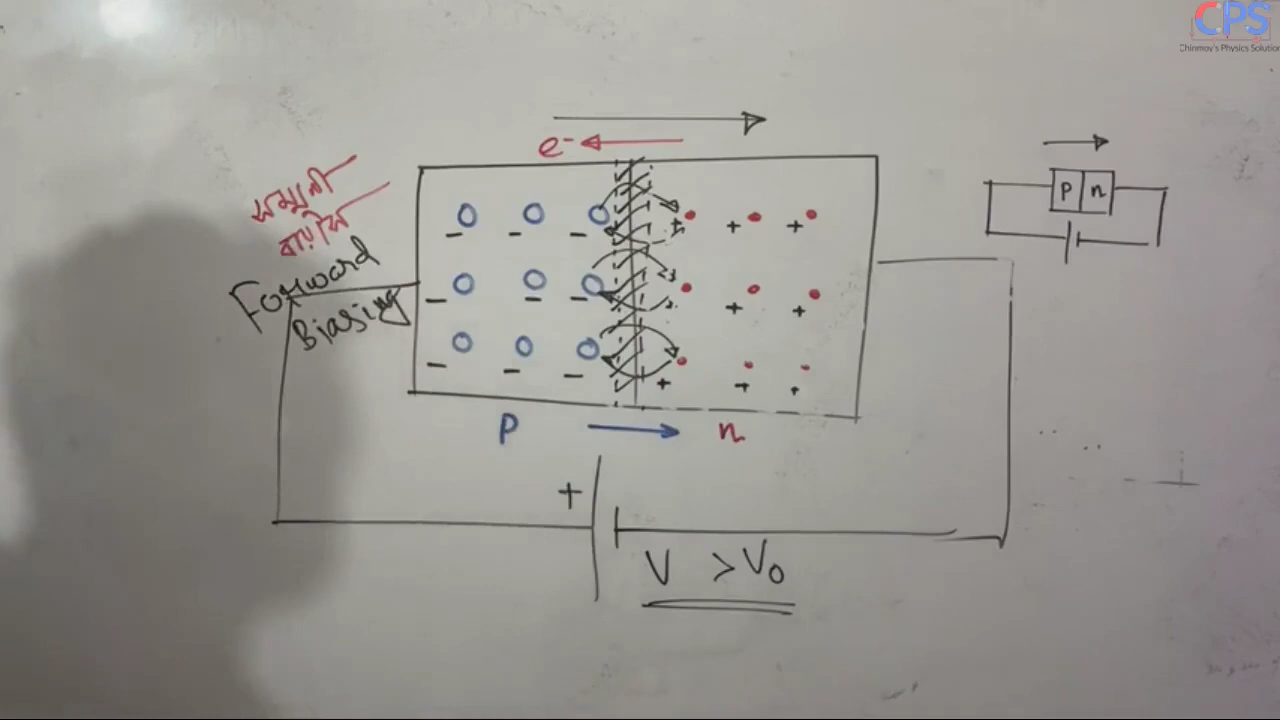 CPS
Chinmoy's Physics Solution
e⁻
সম্মুখী
বায়াস
Forward
Biasing
p n
P n
+
V > V₀